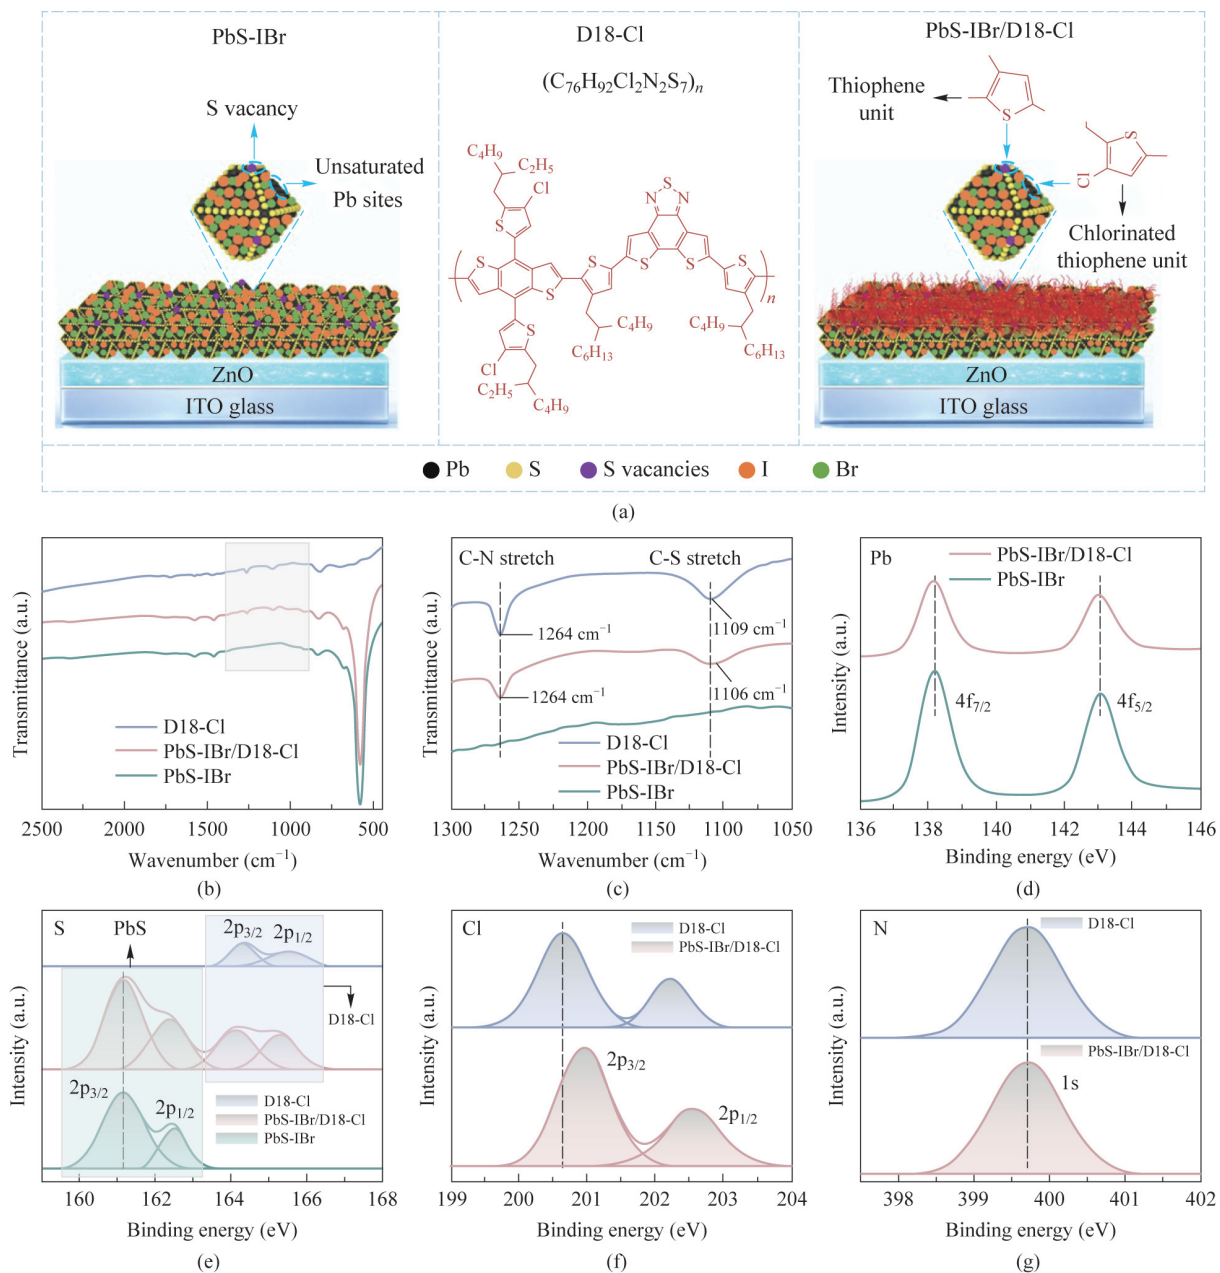 PbS-IBr
S vacancy
Unsaturated
Pb sites
ZnO
ITO glass
D18-Cl
(C₇₆H₉₂Cl₂N₂S₇)ₙ
C₄H₉
C₂H₅
Cl
S
N
S
N
S
S
S
S
S
S
n
S
C₄H₉
C₄H₉
Cl
C₆H₁₃
C₆H₁₃
C₂H₅
C₄H₉
PbS-IBr/D18-Cl
Thiophene
unit
S
S
Cl
Chlorinated
thiophene unit
ZnO
ITO glass
Pb
S
S vacancies
I
Br
(a)
Transmittance (a.u.)
D18-Cl
PbS-IBr/D18-Cl
PbS-IBr
2500 2000 1500 1000 500
Wavenumber (cm⁻¹)
(b)
Transmittance (a.u.)
C-N stretch
C-S stretch
1264 cm⁻¹
1109 cm⁻¹
1264 cm⁻¹
1106 cm⁻¹
D18-Cl
PbS-IBr/D18-Cl
PbS-IBr
1300 1250 1200 1150 1100 1050
Wavenumber (cm⁻¹)
(c)
Intensity (a.u.)
Pb
PbS-IBr/D18-Cl
PbS-IBr
4f₇/₂
4f₅/₂
136 138 140 142 144 146
Binding energy (eV)
(d)
Intensity (a.u.)
S
PbS
2p₃/₂
2p₁/₂
D18-Cl
2p₃/₂
2p₁/₂
D18-Cl
PbS-IBr/D18-Cl
PbS-IBr
160 162 164 166 168
Binding energy (eV)
(e)
Intensity (a.u.)
Cl
D18-Cl
PbS-IBr/D18-Cl
2p₃/₂
2p₁/₂
199 200 201 202 203 204
Binding energy (eV)
(f)
Intensity (a.u.)
N
D18-Cl
PbS-IBr/D18-Cl
1s
398 399 400 401 402
Binding energy (eV)
(g)